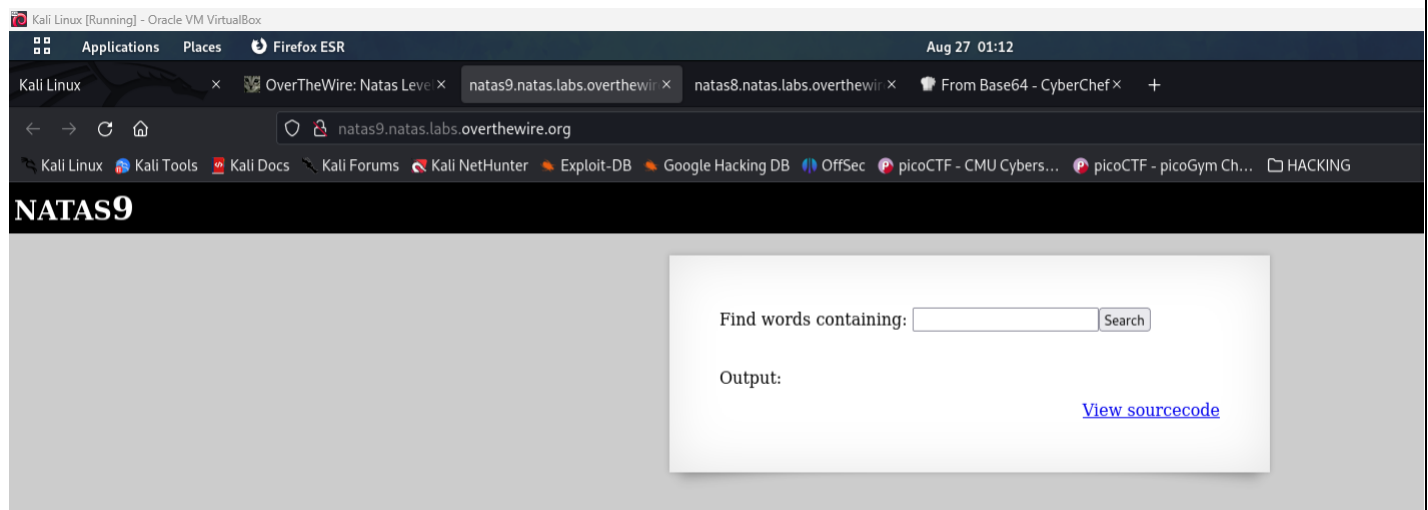 Kali Linux [Running] - Oracle VM VirtualBox
Applications Places Firefox ESR Aug 27 01:12
Kali Linux × OverTheWire: Natas Level × natas9.natas.labs.overthewir × natas8.natas.labs.overthewir × From Base64 - CyberChef × +
natas9.natas.labs.overthewire.org
Kali Linux Kali Tools Kali Docs Kali Forums Kali NetHunter Exploit-DB Google Hacking DB OffSec picoCTF - CMU Cybers... picoCTF - picoGym Ch... HACKING
NATAS9
Find words containing: Search
Output:
View sourcecode